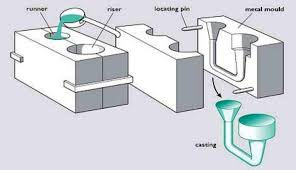 runner
riser
locating pin
metal mould
casting